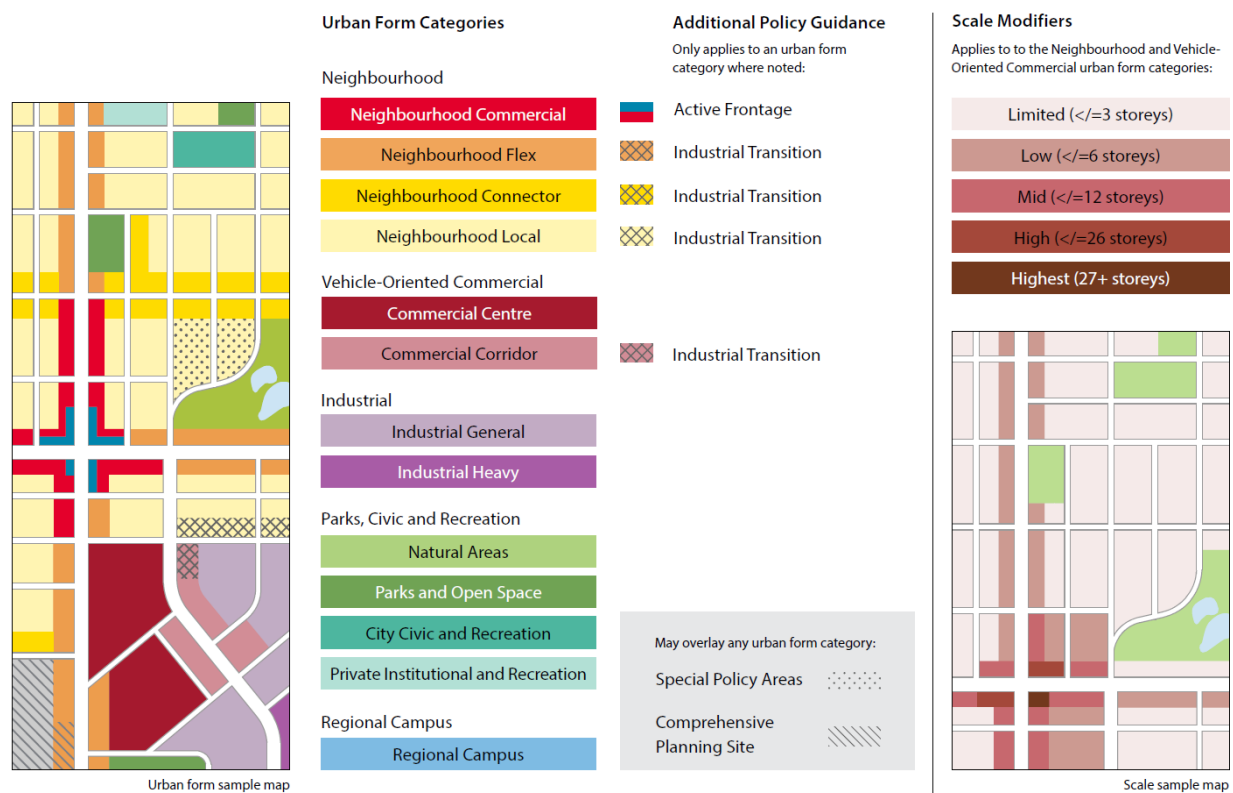 Urban Form Categories
Neighbourhood
Neighbourhood Commercial
Neighbourhood Flex
Neighbourhood Connector
Neighbourhood Local
Vehicle-Oriented Commercial
Commercial Centre
Commercial Corridor
Industrial
Industrial General
Industrial Heavy
Parks, Civic and Recreation
Natural Areas
Parks and Open Space
City Civic and Recreation
Private Institutional and Recreation
Regional Campus
Regional Campus
Urban form sample map
Additional Policy Guidance
Only applies to an urban form
category where noted:
Active Frontage
Industrial Transition
Industrial Transition
Industrial Transition
Industrial Transition
May overlay any urban form category:
Special Policy Areas
Comprehensive
Planning Site
Scale Modifiers
Applies to to the Neighbourhood and Vehicle-
Oriented Commercial urban form categories:
Limited (</=3 storeys)
Low (</=6 storeys)
Mid (</=12 storeys)
High (</=26 storeys)
Highest (27+ storeys)
Scale sample map